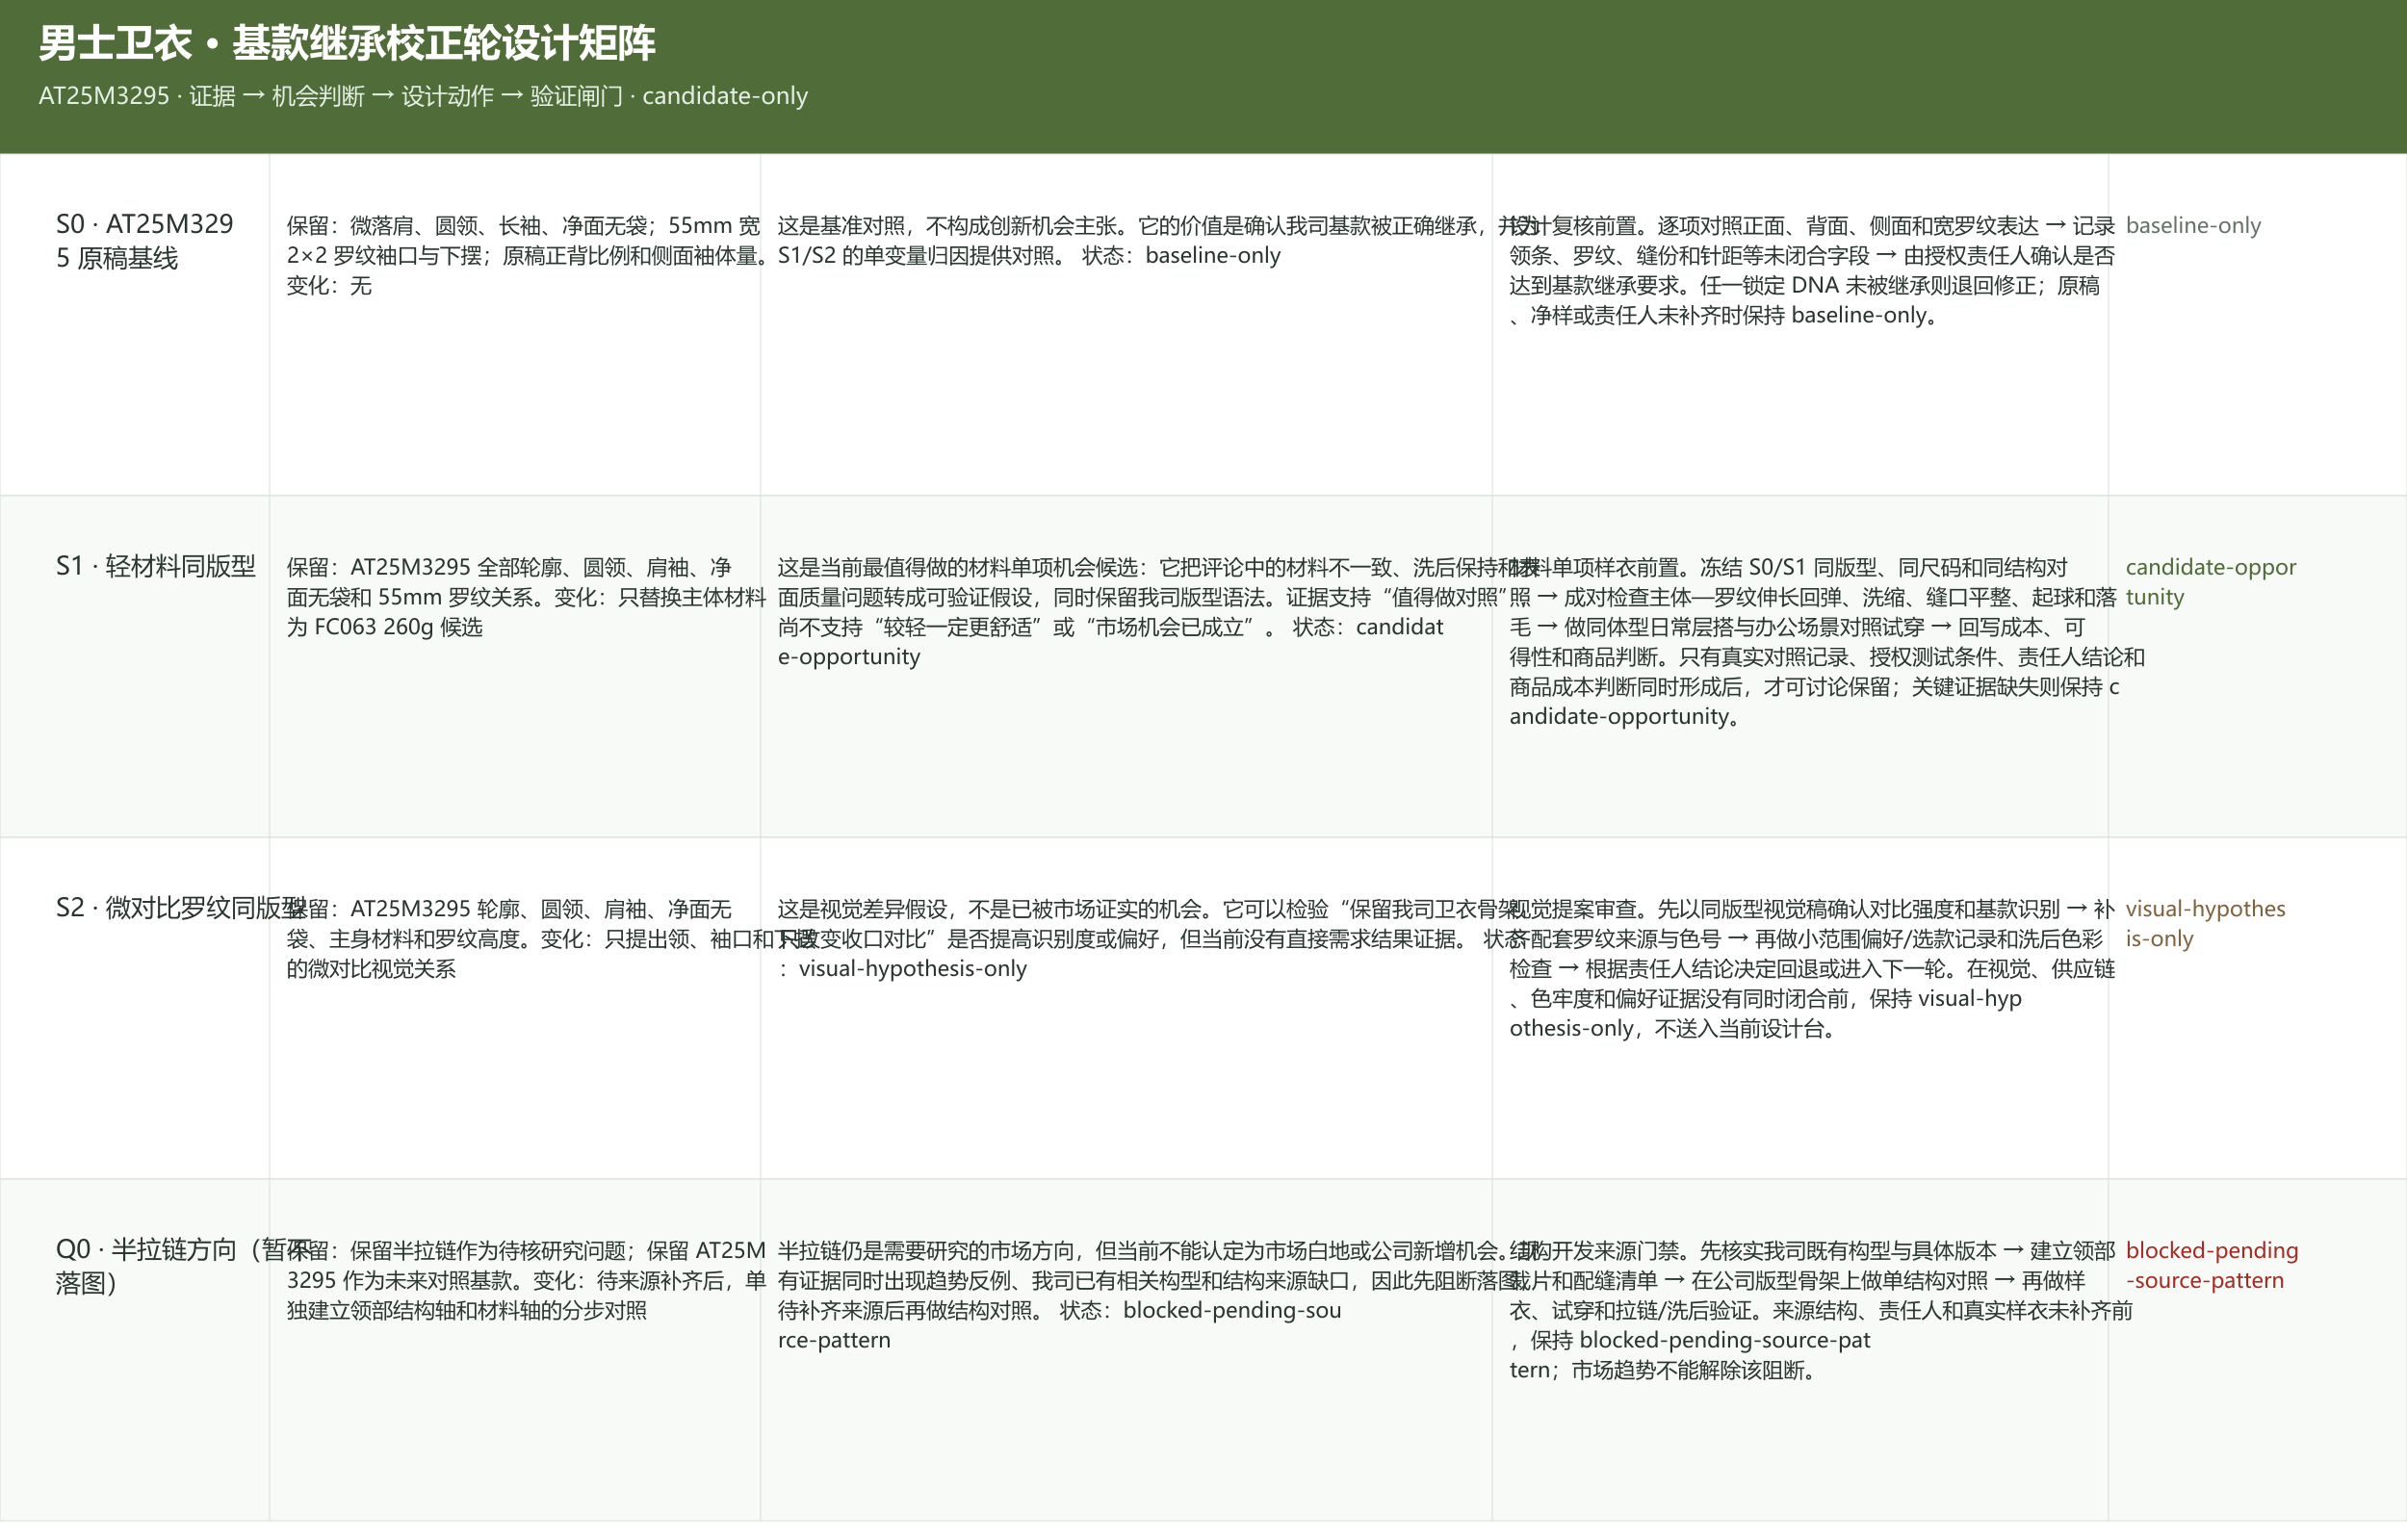 男士卫衣 · 基款继承校正轮设计矩阵
AT25M3295 · 证据 → 机会判断 → 设计动作 → 验证闸门 · candidate-only
S0 · AT25M329
5 原稿基线
保留：微落肩、圆领、长袖、净面无袋；55mm 宽
2×2 罗纹袖口与下摆；原稿正背比例和侧面袖体量。
变化：无
这是基准对照，不构成创新机会主张。它的价值是确认我司基款被正确继承，并为
S1/S2 的单变量归因提供对照。 状态：baseline-only
设计复核前置。逐项对照正面、背面、侧面和宽罗纹表达 → 记录
领条、罗纹、缝份和针距等未闭合字段 → 由授权责任人确认是否
达到基款继承要求。任一锁定 DNA 未被继承则退回修正；原稿
、净样或责任人未补齐时保持 baseline-only。
baseline-only
S1 · 轻材料同版型
保留：AT25M3295 全部轮廓、圆领、肩袖、净
面无袋和 55mm 罗纹关系。变化：只替换主体材料
为 FC063 260g 候选
这是当前最值得做的材料单项机会候选：它把评论中的材料不一致、洗后保持和表
面质量问题转成可验证假设，同时保留我司版型语法。证据支持“值得做对照”
尚不支持“较轻一定更舒适”或“市场机会已成立”。 状态：candidat
e-opportunity
材料单项样衣前置。冻结 S0/S1 同版型、同尺码和同结构对
照 → 成对检查主体—罗纹伸长回弹、洗缩、缝口平整、起球和落
毛 → 做同体型日常层搭与办公场景对照试穿 → 回写成本、可
得性和商品判断。只有真实对照记录、授权测试条件、责任人结论和
商品成本判断同时形成后，才可讨论保留；关键证据缺失则保持 c
andidate-opportunity。
candidate-oppor
tunity
S2 · 微对比罗纹同版型
保留：AT25M3295 轮廓、圆领、肩袖、净面无
袋、主身材料和罗纹高度。变化：只提出领、袖口和下摆
的微对比视觉关系
这是视觉差异假设，不是已被市场证实的机会。它可以检验“保留我司卫衣骨架、
只改变收口对比”是否提高识别度或偏好，但当前没有直接需求结果证据。 状态
：visual-hypothesis-only
视觉提案审查。先以同版型视觉稿确认对比强度和基款识别 → 补
齐配套罗纹来源与色号 → 再做小范围偏好/选款记录和洗后色彩
检查 → 根据责任人结论决定回退或进入下一轮。在视觉、供应链
、色牢度和偏好证据没有同时闭合前，保持 visual-hyp
othesis-only，不送入当前设计台。
visual-hypothes
is-only
Q0 · 半拉链方向（暂不
落图）
保留：保留半拉链作为待核研究问题；保留 AT25M
3295 作为未来对照基款。变化：待来源补齐后，单
独建立领部结构轴和材料轴的分步对照
半拉链仍是需要研究的市场方向，但当前不能认定为市场白地或公司新增机会。现
有证据同时出现趋势反例、我司已有相关构型和结构来源缺口，因此先阻断落图，
待补齐来源后再做结构对照。 状态：blocked-pending-sou
rce-pattern
结构开发来源门禁。先核实我司既有构型与具体版本 → 建立领部
裁片和配缝清单 → 在公司版型骨架上做单结构对照 → 再做样
衣、试穿和拉链/洗后验证。来源结构、责任人和真实样衣未补齐前
，保持 blocked-pending-source-pat
tern；市场趋势不能解除该阻断。
blocked-pending
-source-pattern